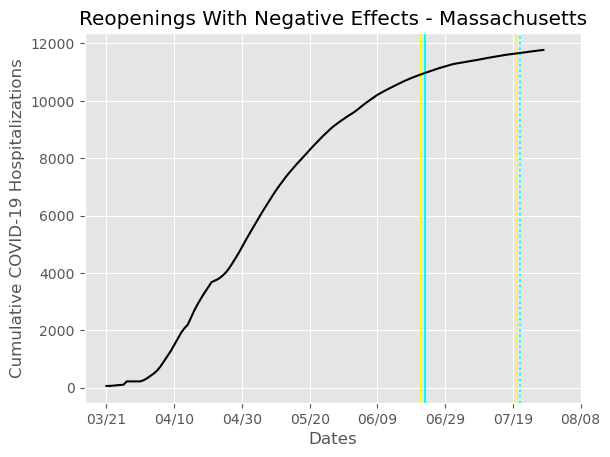 Reopenings With Negative Effects - Massachusetts
Cumulative COVID-19 Hospitalizations
12000
10000
8000
6000
4000
2000
0
03/21 04/10 04/30 05/20 06/09 06/29 07/19 08/08
Dates